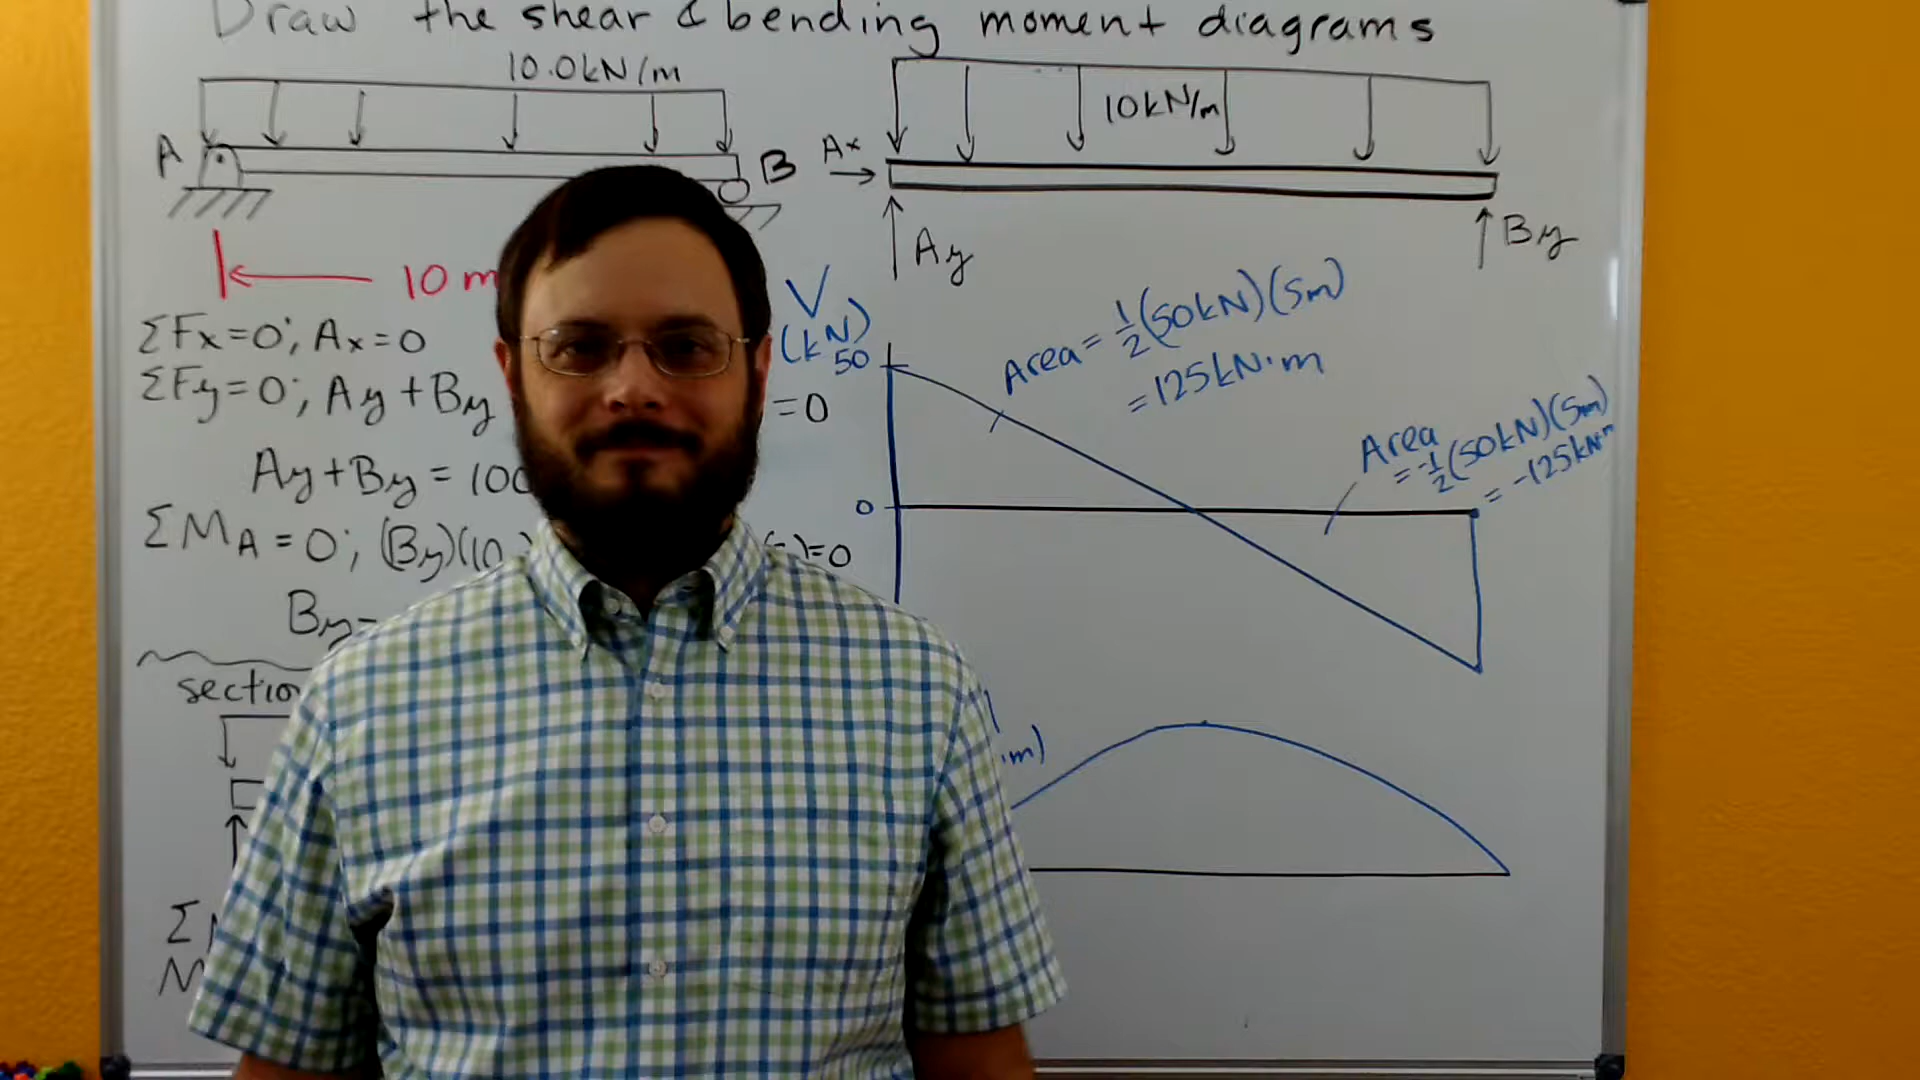 Draw the shear & bending moment diagrams
10.0kN/m
A
B
10 m
ΣFx=0; Ax=0
ΣFy=0; Ay+By
=0
Ay+By=100
ΣMA=0; (By)(10
)=0
By=
section
Σ
10kN/m
Ax
Ay
By
V
(kN)
50
0
Area=½(50kN)(5m)
=125kN·m
Area
=-½(50kN)(5m)
=-125kN·m
·m)